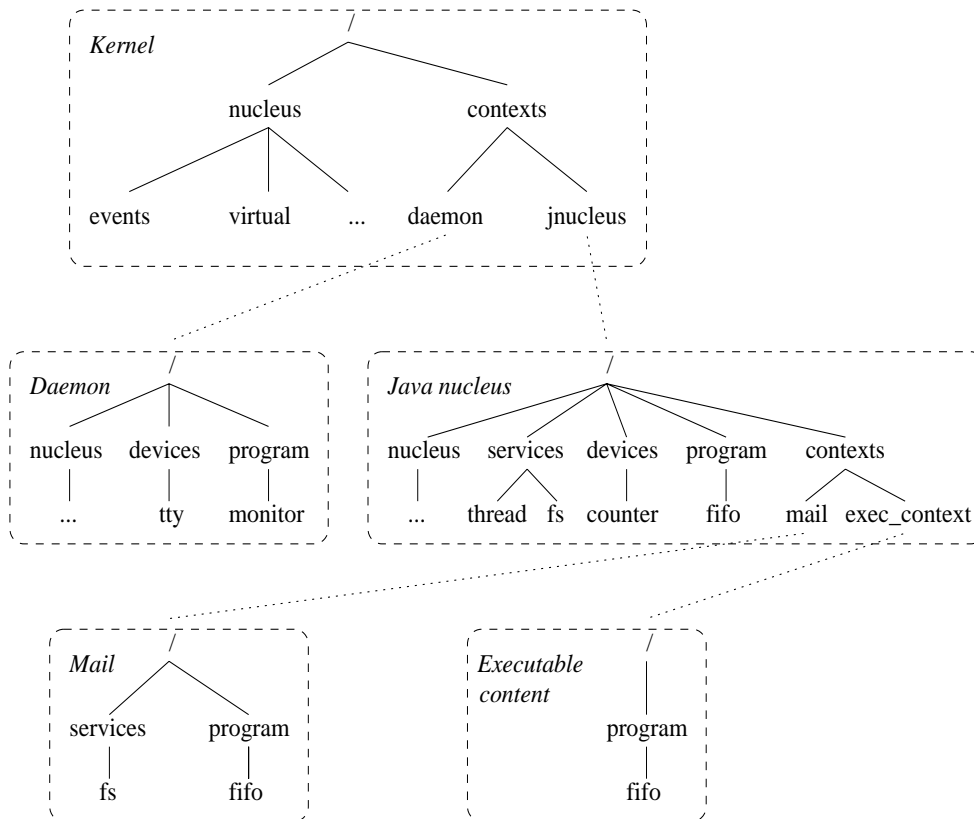 /
Kernel
nucleus contexts
events virtual ... daemon jnucleus
/
Daemon
nucleus devices program
... tty monitor
/
Java nucleus
nucleus services devices program contexts
... thread fs counter fifo mail exec_context
/
Mail
services program
fs fifo
/
Executable
content
program
fifo